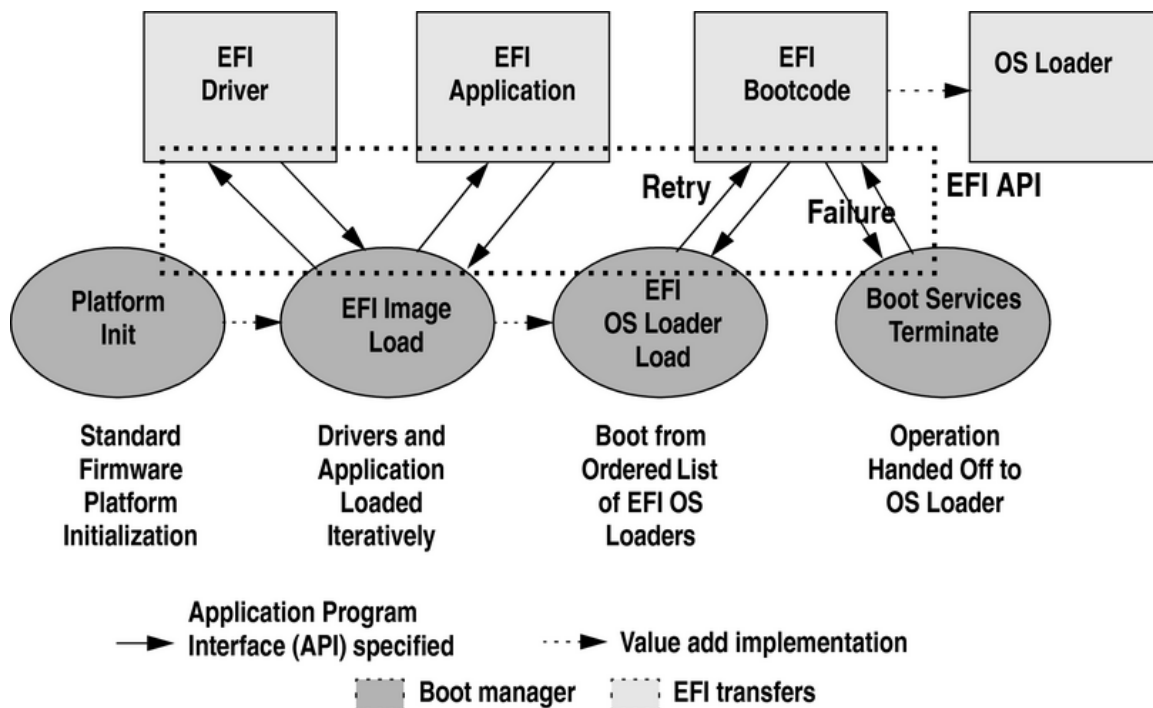 EFI
Driver
EFI
Application
EFI
Bootcode
OS Loader
Retry
Failure
EFI API
Platform
Init
EFI Image
Load
EFI
OS Loader
Load
Boot Services
Terminate
Standard
Firmware
Platform
Initialization
Drivers and
Application
Loaded
Iteratively
Boot from
Ordered List
of EFI OS
Loaders
Operation
Handed Off to
OS Loader
Application Program
Interface (API) specified
Value add implementation
Boot manager
EFI transfers